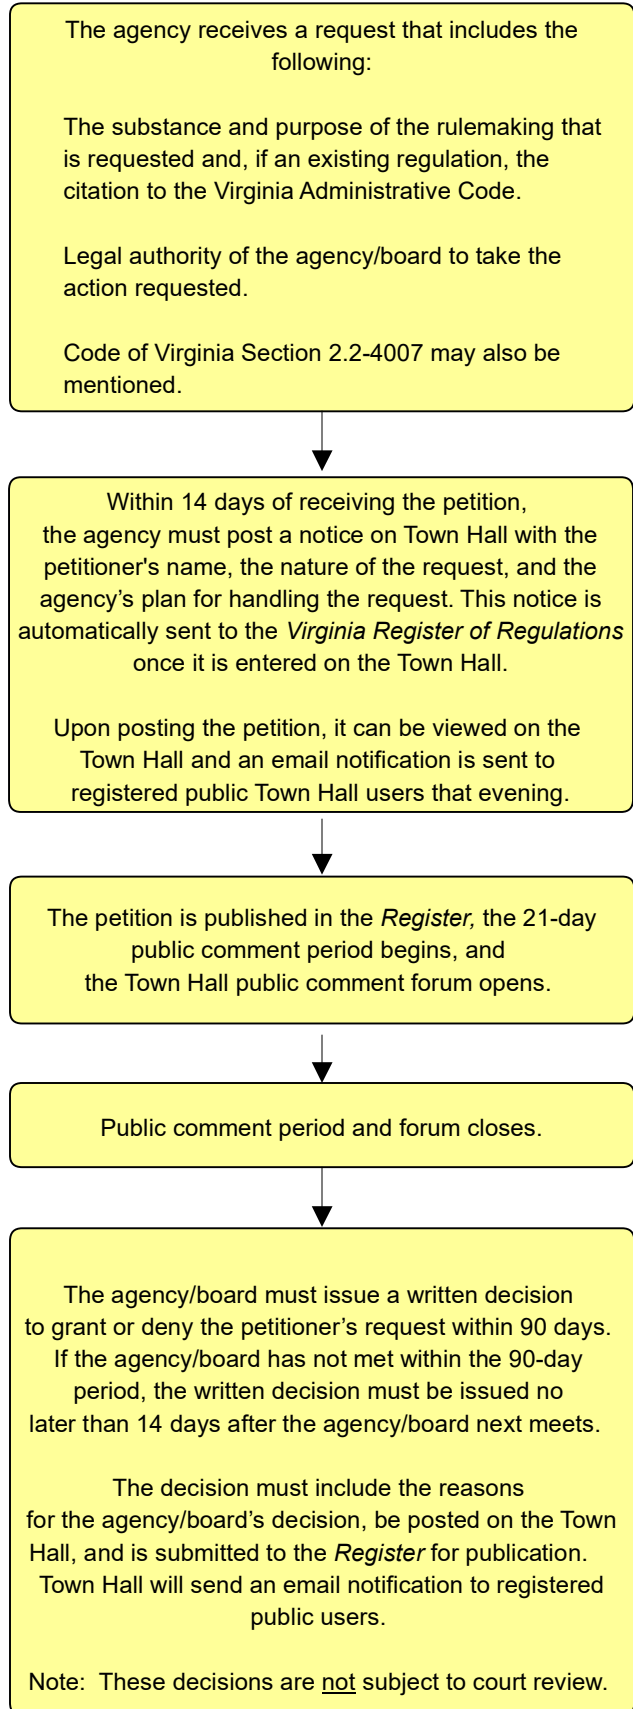 The agency receives a request that includes the
following:
The substance and purpose of the rulemaking that
is requested and, if an existing regulation, the
citation to the Virginia Administrative Code.
Legal authority of the agency/board to take the
action requested.
Code of Virginia Section 2.2-4007 may also be
mentioned.
Within 14 days of receiving the petition,
the agency must post a notice on Town Hall with the
petitioner's name, the nature of the request, and the
agency’s plan for handling the request. This notice is
automatically sent to the Virginia Register of Regulations
once it is entered on the Town Hall.
Upon posting the petition, it can be viewed on the
Town Hall and an email notification is sent to
registered public Town Hall users that evening.
The petition is published in the Register, the 21-day
public comment period begins, and
the Town Hall public comment forum opens.
Public comment period and forum closes.
The agency/board must issue a written decision
to grant or deny the petitioner’s request within 90 days.
If the agency/board has not met within the 90-day
period, the written decision must be issued no
later than 14 days after the agency/board next meets.
The decision must include the reasons
for the agency/board’s decision, be posted on the Town
Hall, and is submitted to the Register for publication.
Town Hall will send an email notification to registered
public users.
Note: These decisions are not subject to court review.